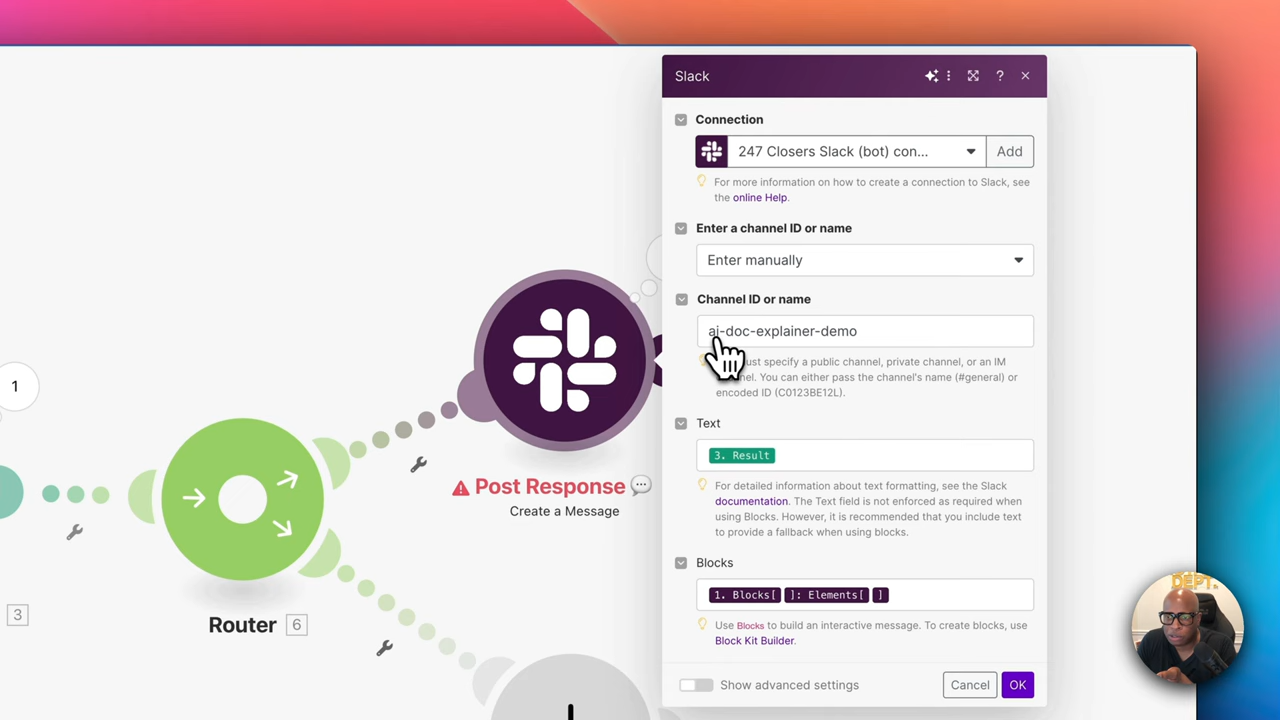 Slack
Connection
247 Closers Slack (bot) con...
Add
For more information on how to create a connection to Slack, see
the online Help.
Enter a channel ID or name
Enter manually
Channel ID or name
ai-doc-explainer-demo
ust specify a public channel, private channel, or an IM
nel. You can either pass the channel's name (#general) or
encoded ID (C0123BE12L).
Text
3. Result
For detailed information about text formatting, see the Slack
documentation. The Text field is not enforced as required when
using Blocks. However, it is recommended that you include text
to provide a fallback when using blocks.
Blocks
1. Blocks[ ]: Elements[ ]
Use Blocks to build an interactive message. To create blocks, use
Block Kit Builder.
Show advanced settings
Cancel
OK
1
Post Response
Create a Message
3
Router 6
DEPT.